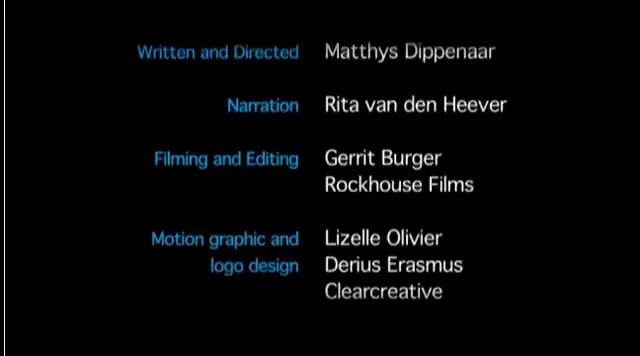 Written and Directed Matthys Dippenaar
Narration Rita van den Heever
Filming and Editing Gerrit Burger
Rockhouse Films
Motion graphic and Lizelle Olivier
logo design Derius Erasmus
Clearcreative